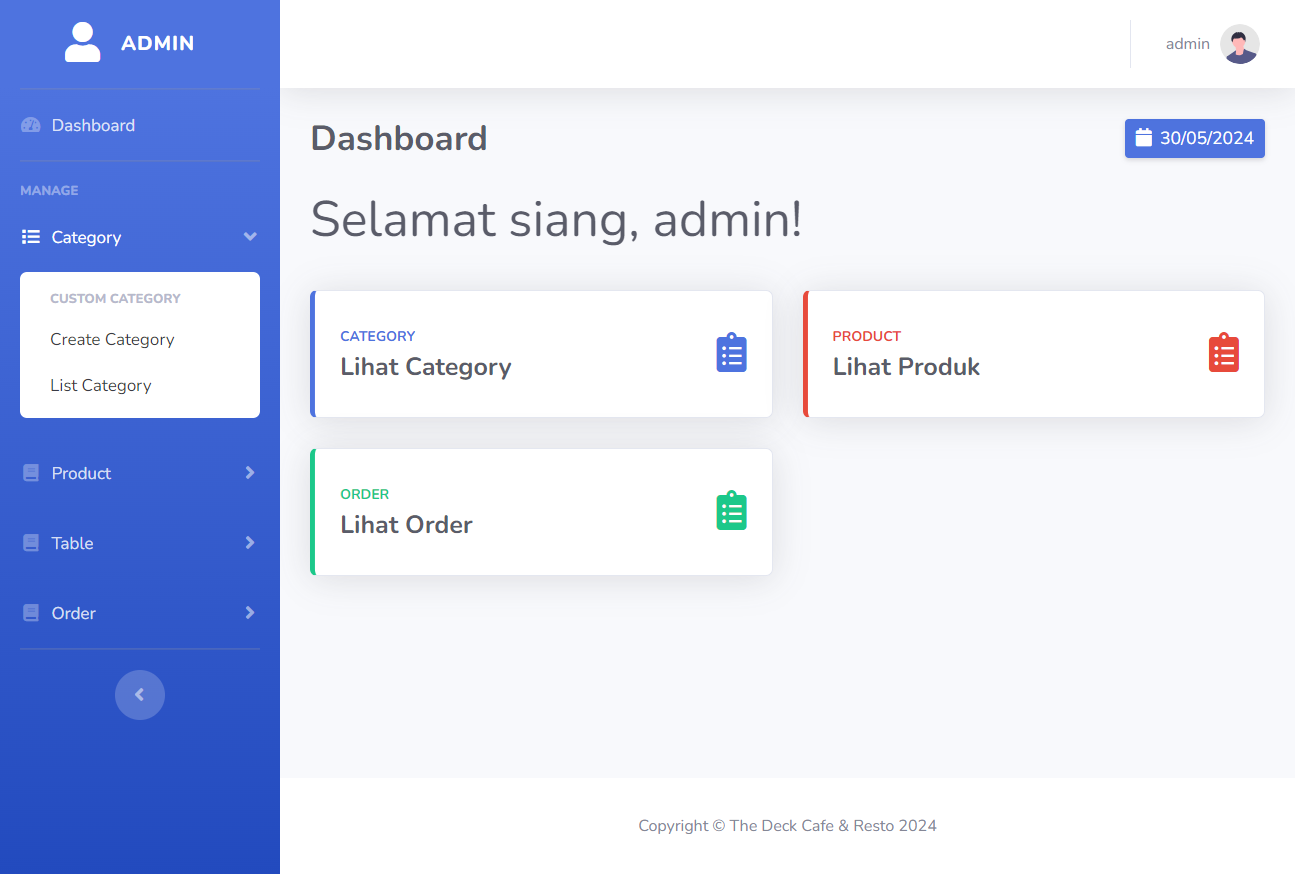 ADMIN
Dashboard
MANAGE
Category
CUSTOM CATEGORY
Create Category
List Category
Product
Table
Order
admin
Dashboard
30/05/2024
Selamat siang, admin!
CATEGORY
Lihat Category
PRODUCT
Lihat Produk
ORDER
Lihat Order
Copyright © The Deck Cafe & Resto 2024